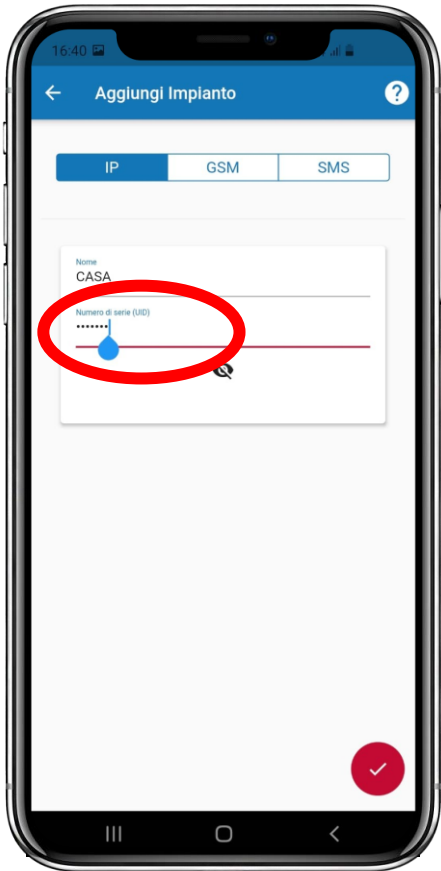 16:40
Aggiungi Impianto
?
IP GSM SMS
Nome
CASA
Numero di serie (UID)
•••••••